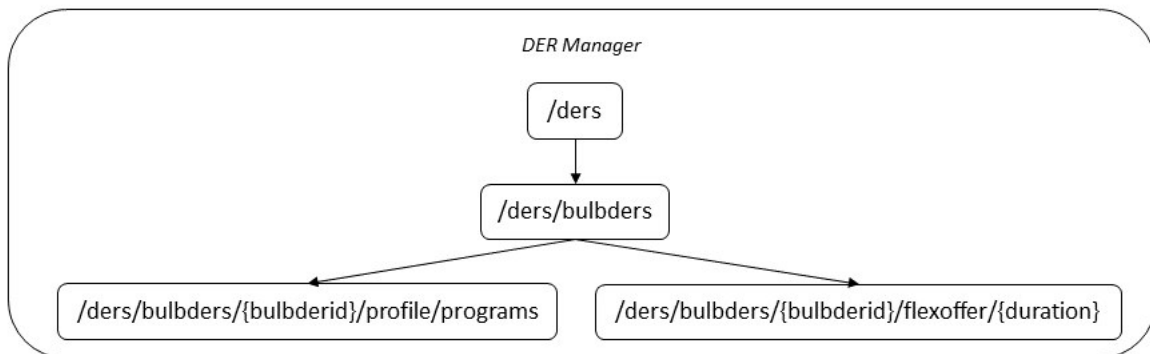 DER Manager
/ders
/ders/bulbders
/ders/bulbders/{bulbderid}/profile/programs
/ders/bulbders/{bulbderid}/flexoffer/{duration}